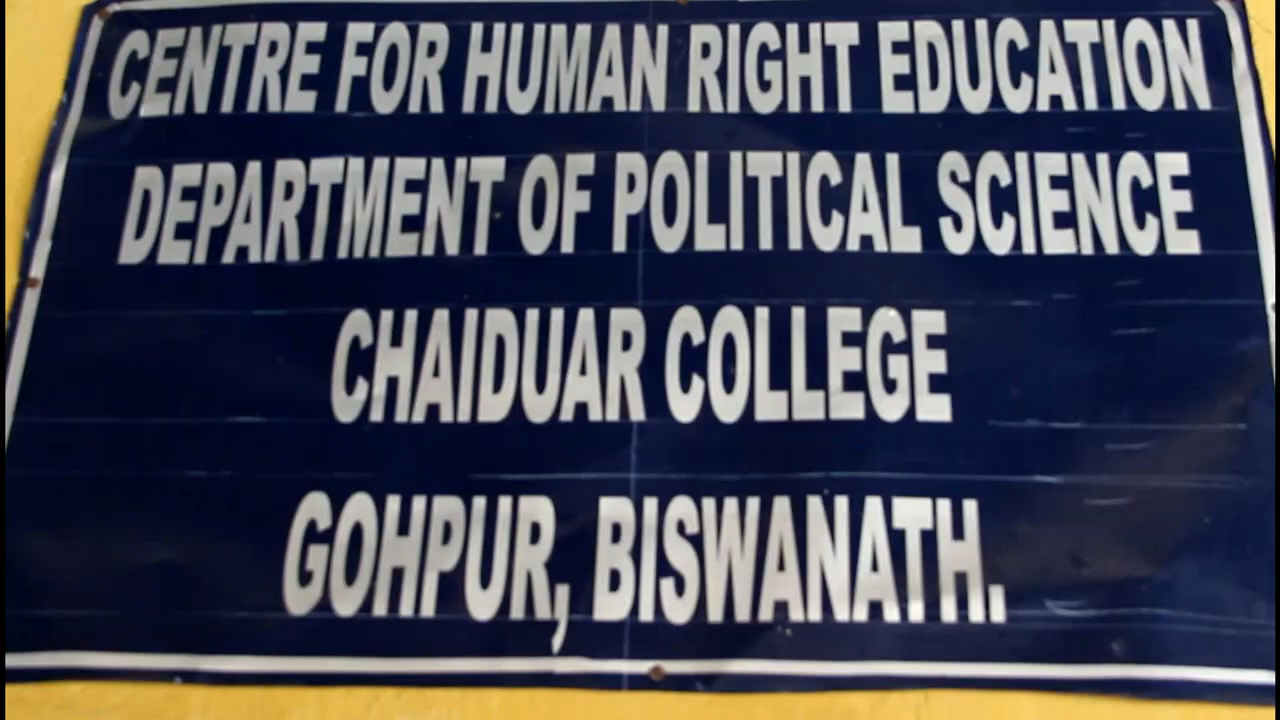 CENTRE FOR HUMAN RIGHT EDUCATION
DEPARTMENT OF POLITICAL SCIENCE
CHAIDUAR COLLEGE
GOHPUR, BISWANATH.